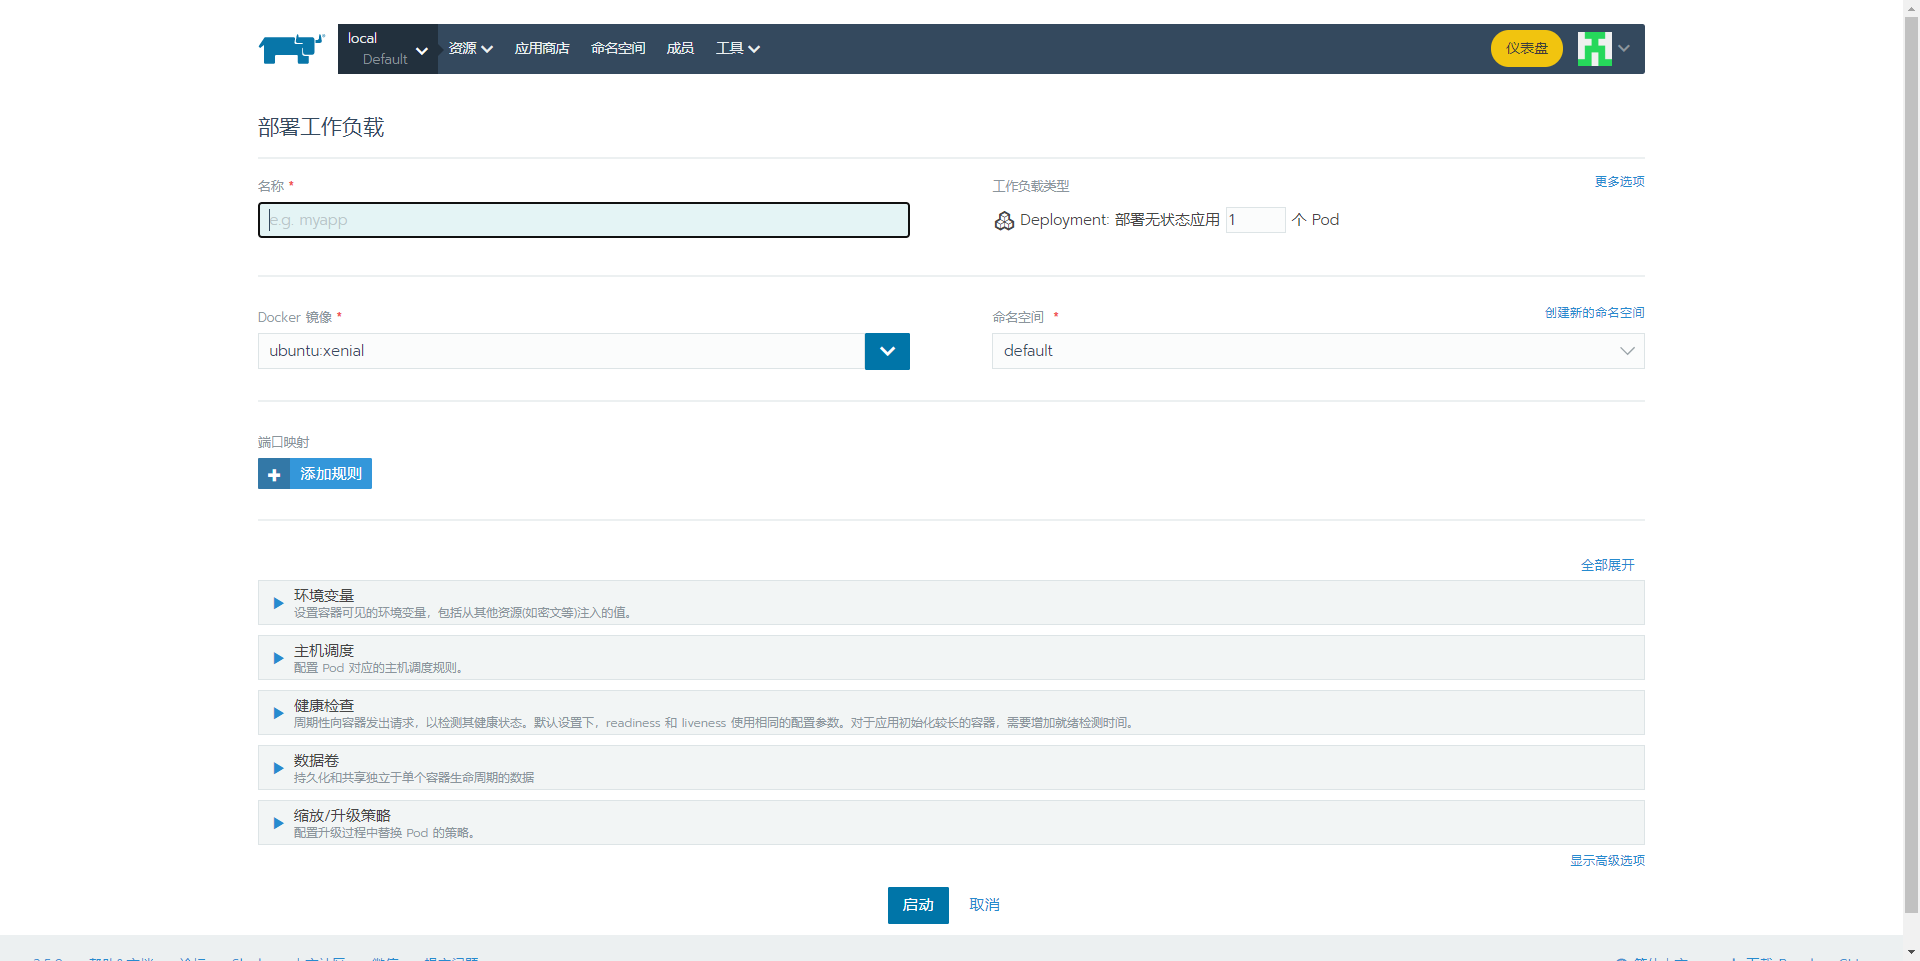 local
Default
资源
应用商店
命名空间
成员
工具
仪表盘
部署工作负载
名称 *
工作负载类型
更多选项
e.g. myapp
Deployment: 部署无状态应用 1 个 Pod
Docker 镜像 *
命名空间 *
创建新的命名空间
ubuntu:xenial
default
端口映射
添加规则
全部展开
环境变量
设置容器可见的环境变量，包括从其他资源(如密文等)注入的值。
主机调度
配置 Pod 对应的主机调度规则。
健康检查
周期性向容器发出请求，以检测其健康状态。默认设置下，readiness 和 liveness 使用相同的配置参数。对于应用初始化较长的容器，需要增加就绪检测时间。
数据卷
持久化和共享独立于单个容器生命周期的数据
缩放/升级策略
配置升级过程中替换 Pod 的策略。
显示高级选项
启动
取消